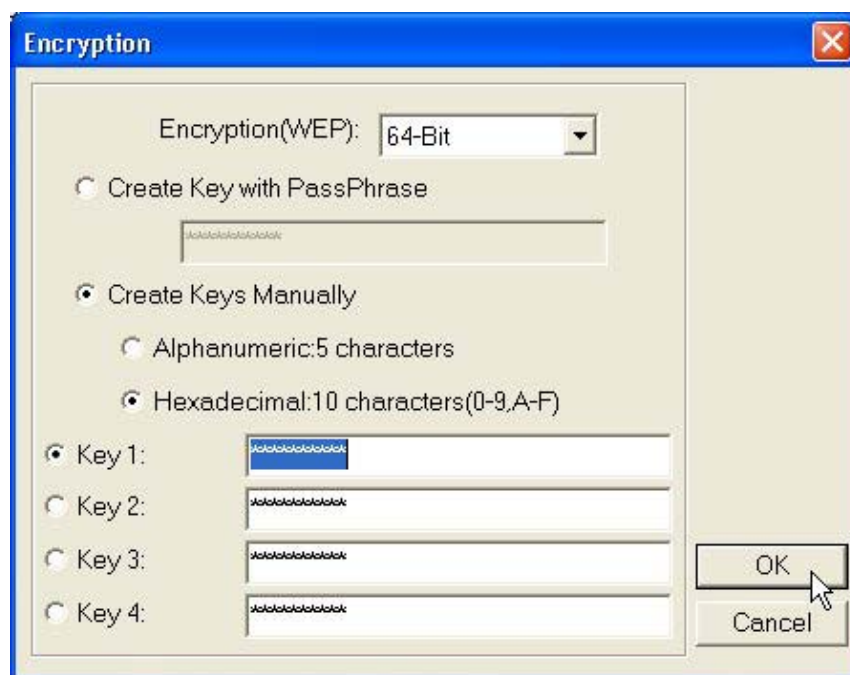 Encryption
Encryption(WEP): 64-Bit
Create Key with PassPhrase
***********
Create Keys Manually
Alphanumeric:5 characters
Hexadecimal:10 characters(0-9,A-F)
Key 1: ***********
Key 2: ***********
Key 3: ***********
Key 4: ***********
OK
Cancel